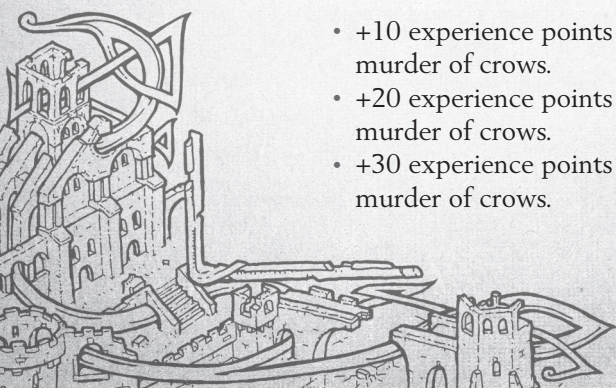 • +10 experience points
murder of crows.
• +20 experience points
murder of crows.
• +30 experience points
murder of crows.